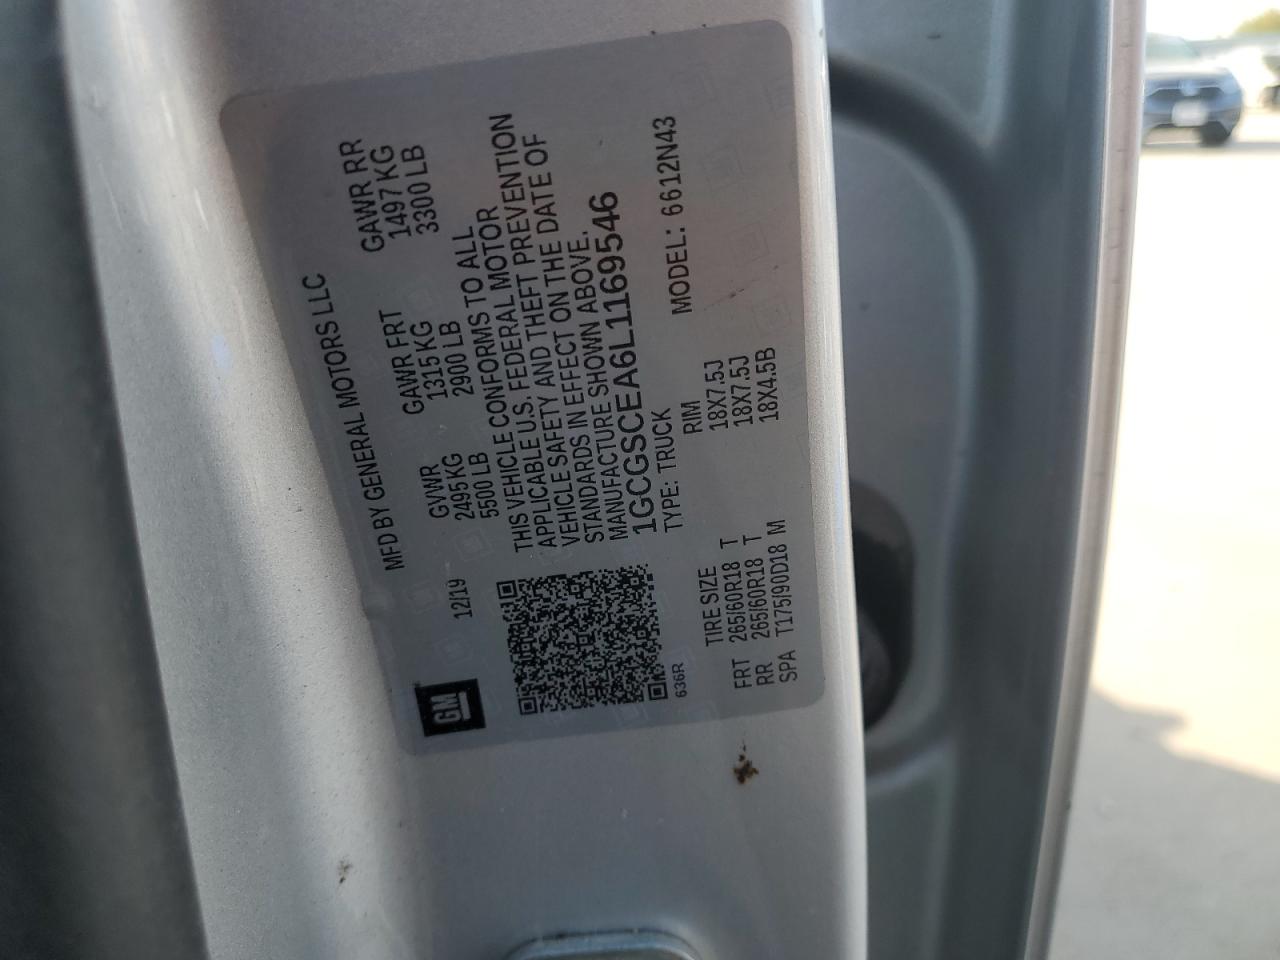 MFD BY GENERAL MOTORS LLC
12/19 GVWR GAWR FRT GAWR RR
2495 KG 1315 KG 1497 KG
5500 LB 2900 LB 3300 LB
THIS VEHICLE CONFORMS TO ALL
APPLICABLE U.S. FEDERAL MOTOR
VEHICLE SAFETY AND THEFT PREVENTION
STANDARDS IN EFFECT ON THE DATE OF
MANUFACTURE SHOWN ABOVE.
1GCGSCEA6L1169546
TYPE: TRUCK MODEL: 6612N43
GM
636R
TIRE SIZE RIM
FRT 265/60R18 T 18X7.5J
RR 265/60R18 T 18X7.5J
SPA T175/90D18 M 18X4.5B